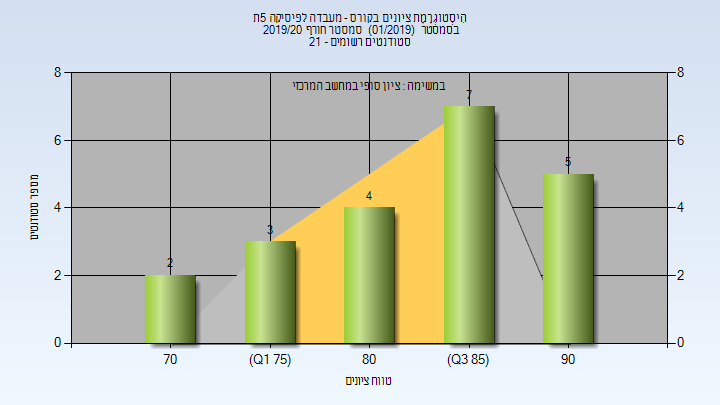 היסטוגרמת ציונים בקורס - מעבדה לפיסיקה 5ת
בסמסטר (01/2019) סמסטר חורף 2019/20
סטודנטים רשומים - 21
במשימה : ציון סופי במחשב המרכזי
8 8
7
6 6
5
4 4
4
3
2 2
2
0 0
70 (Q1 75) 80 (Q3 85) 90
מספר סטודנטים
טווח ציונים